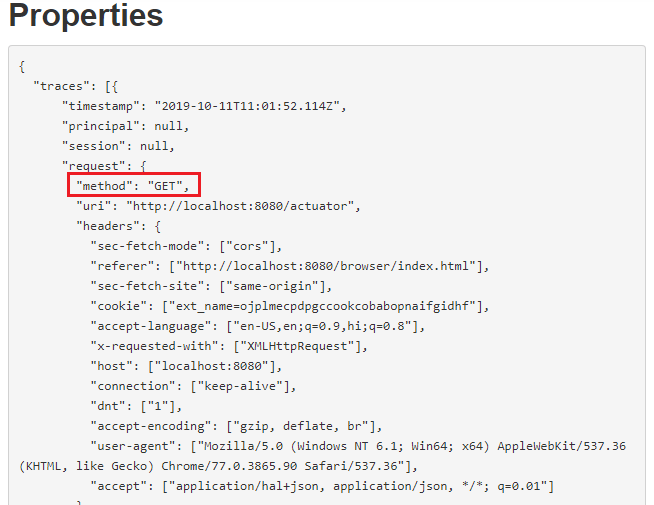 Properties
{
  "traces": [{
      "timestamp": "2019-10-11T11:01:52.114Z",
      "principal": null,
      "session": null,
      "request": {
        "method": "GET",
        "uri": "http://localhost:8080/actuator",
        "headers": {
          "sec-fetch-mode": ["cors"],
          "referer": ["http://localhost:8080/browser/index.html"],
          "sec-fetch-site": ["same-origin"],
          "cookie": ["ext_name=ojplmecpdpgccookcobabopnaifgidhf"],
          "accept-language": ["en-US,en;q=0.9,hi;q=0.8"],
          "x-requested-with": ["XMLHttpRequest"],
          "host": ["localhost:8080"],
          "connection": ["keep-alive"],
          "dnt": ["1"],
          "accept-encoding": ["gzip, deflate, br"],
          "user-agent": ["Mozilla/5.0 (Windows NT 6.1; Win64; x64) AppleWebKit/537.36
(KHTML, like Gecko) Chrome/77.0.3865.90 Safari/537.36"],
          "accept": ["application/hal+json, application/json, */*; q=0.01"]